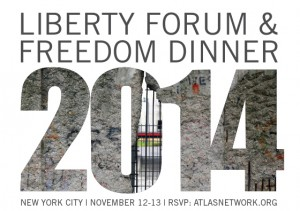 LIBERTY FORUM &
FREEDOM DINNER
2014
NEW YORK CITY | NOVEMBER 12-13 | RSVP: ATLASNETWORK.ORG